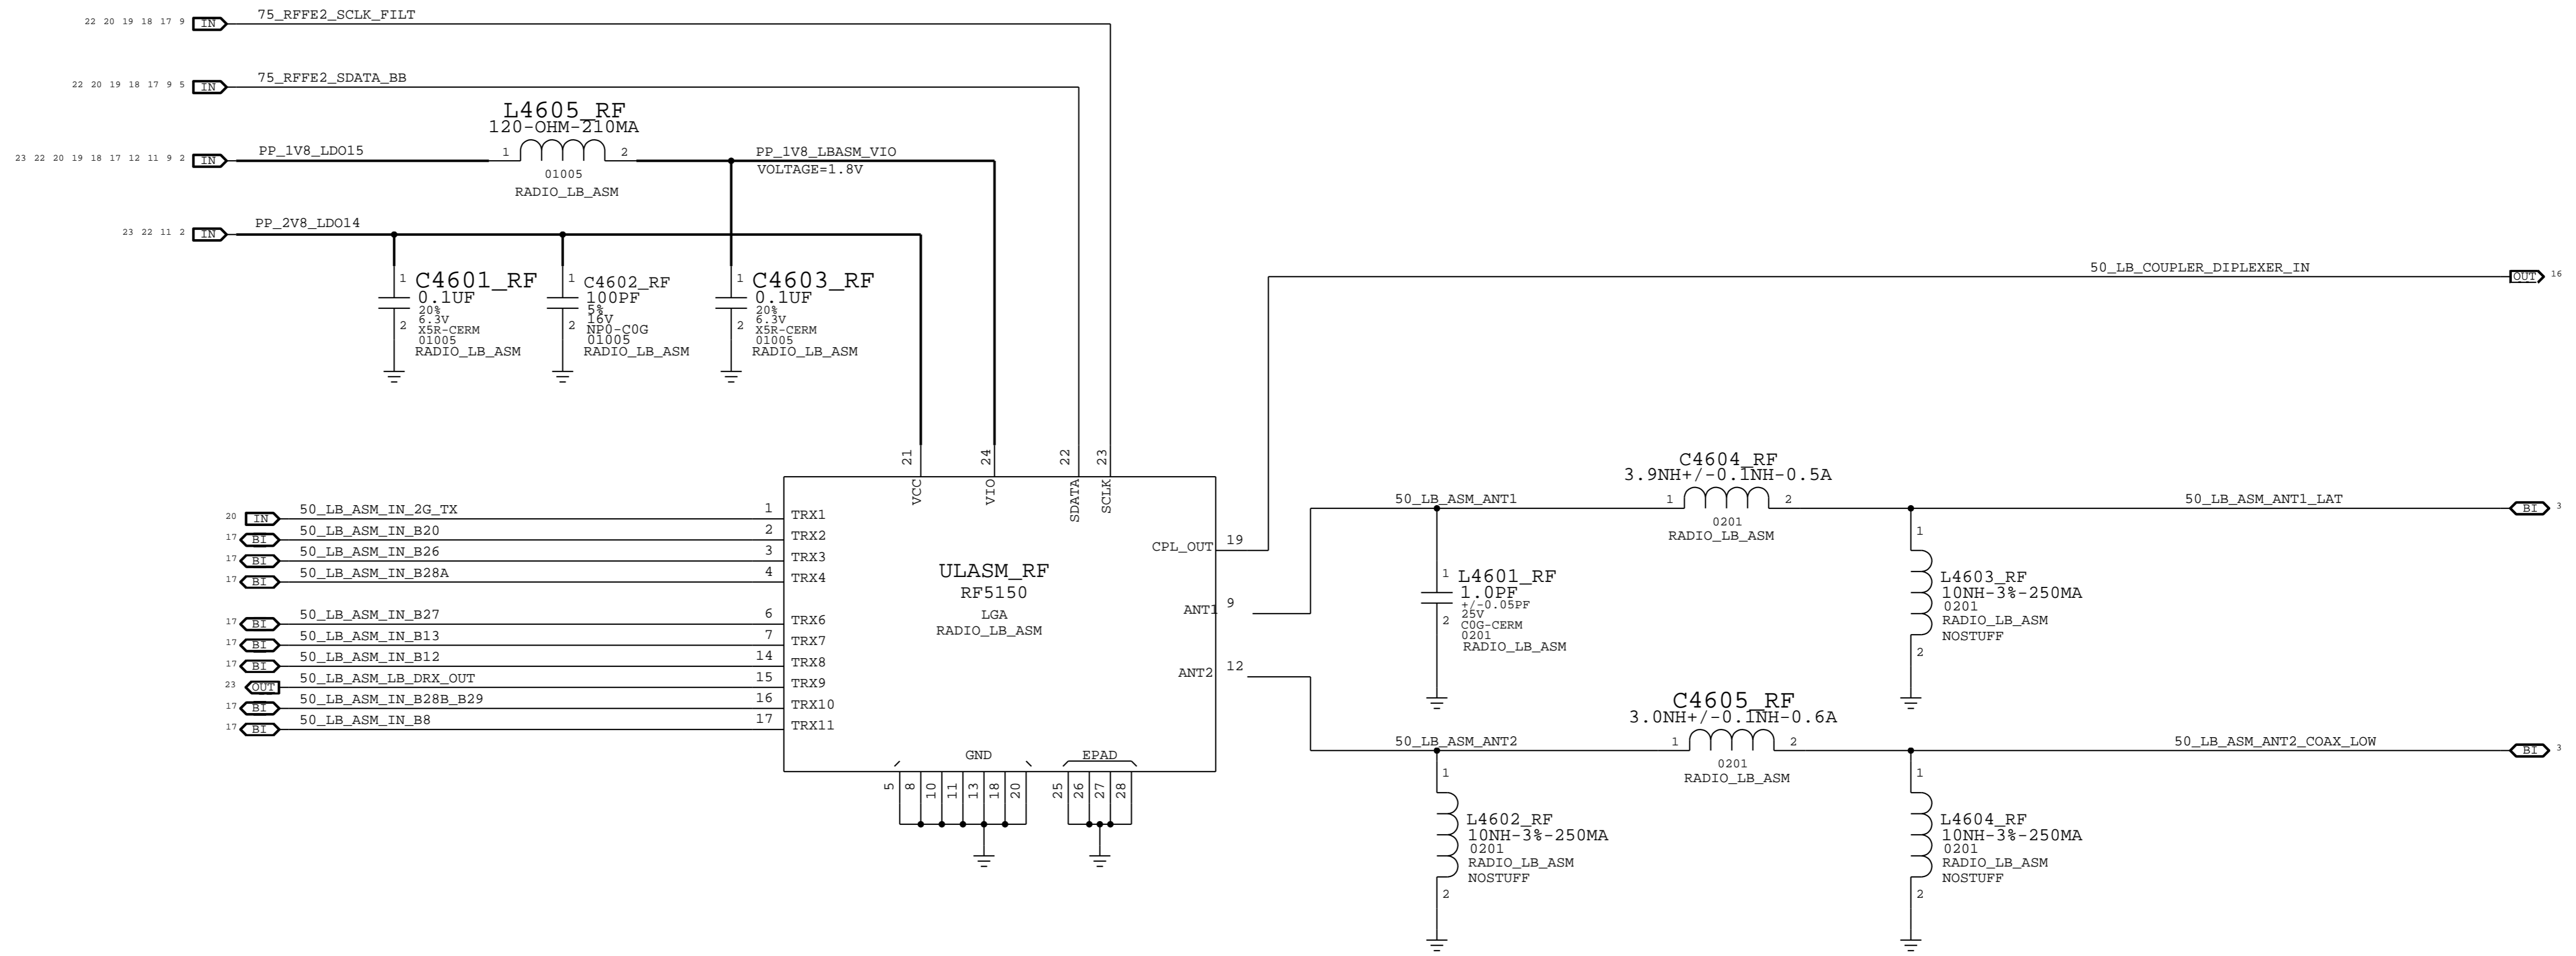 22 20 19 18 17 9 IN 75_RFFE2_SCLK_FILT
22 20 19 18 17 9 5 IN 75_RFFE2_SDATA_BB
L4605_RF
120-OHM-210MA
23 22 20 19 18 17 12 11 9 2 IN PP_1V8_LDO15 1 2 PP_1V8_LBASM_VIO
VOLTAGE=1.8V
01005
RADIO_LB_ASM
23 22 11 2 IN PP_2V8_LDO14
1 C4601_RF
0.1UF
20%
6.3V
2 X5R-CERM
01005
RADIO_LB_ASM
1 C4602_RF
100PF
5%
16V
2 NP0-C0G
01005
RADIO_LB_ASM
1 C4603_RF
0.1UF
20%
6.3V
2 X5R-CERM
01005
RADIO_LB_ASM
50_LB_COUPLER_DIPLEXER_IN OUT 16
21 24 22 23
VCC VIO SDATA SCLK
20 IN 50_LB_ASM_IN_2G_TX 1 TRX1
17 BI 50_LB_ASM_IN_B20 2 TRX2
17 BI 50_LB_ASM_IN_B26 3 TRX3
17 BI 50_LB_ASM_IN_B28A 4 TRX4
17 BI 50_LB_ASM_IN_B27 6 TRX6
17 BI 50_LB_ASM_IN_B13 7 TRX7
17 BI 50_LB_ASM_IN_B12 14 TRX8
23 OUT 50_LB_ASM_LB_DRX_OUT 15 TRX9
17 BI 50_LB_ASM_IN_B28B_B29 16 TRX10
17 BI 50_LB_ASM_IN_B8 17 TRX11
ULASM_RF
RF5150
LGA
RADIO_LB_ASM
CPL_OUT 19
ANT1 9
ANT2 12
GND EPAD
5 8 10 11 13 18 20 25 26 27 28
C4604_RF
3.9NH+/-0.1NH-0.5A
50_LB_ASM_ANT1 1 2 50_LB_ASM_ANT1_LAT BI 3
0201
RADIO_LB_ASM
1 L4601_RF
1.0PF
+/-0.05PF
25V
2 C0G-CERM
0201
RADIO_LB_ASM
1
L4603_RF
10NH-3%-250MA
0201
RADIO_LB_ASM
NOSTUFF
2
C4605_RF
3.0NH+/-0.1NH-0.6A
50_LB_ASM_ANT2 1 2 50_LB_ASM_ANT2_COAX_LOW BI 3
0201
RADIO_LB_ASM
1
L4602_RF
10NH-3%-250MA
0201
RADIO_LB_ASM
NOSTUFF
2
1
L4604_RF
10NH-3%-250MA
0201
RADIO_LB_ASM
NOSTUFF
2